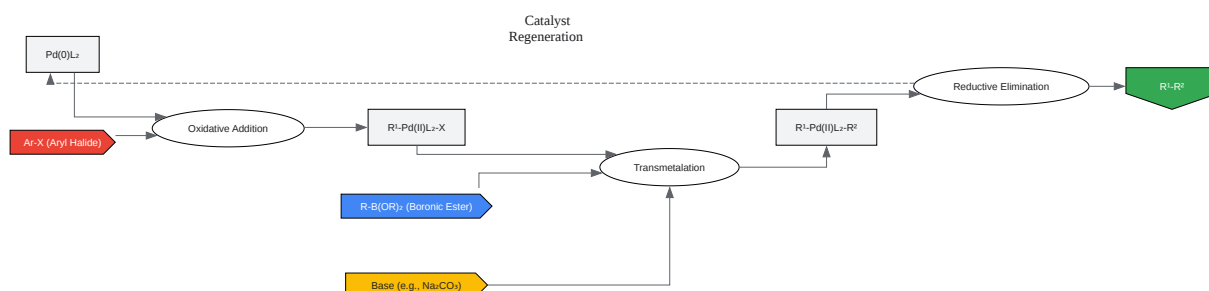 Catalyst
Regeneration
Pd(0)L₂
Reductive Elimination
R¹-R²
Ar-X (Aryl Halide)
Oxidative Addition
R¹-Pd(II)L₂-X
R¹-Pd(II)L₂-R²
Transmetalation
R-B(OR)₂ (Boronic Ester)
Base (e.g., Na₂CO₃)